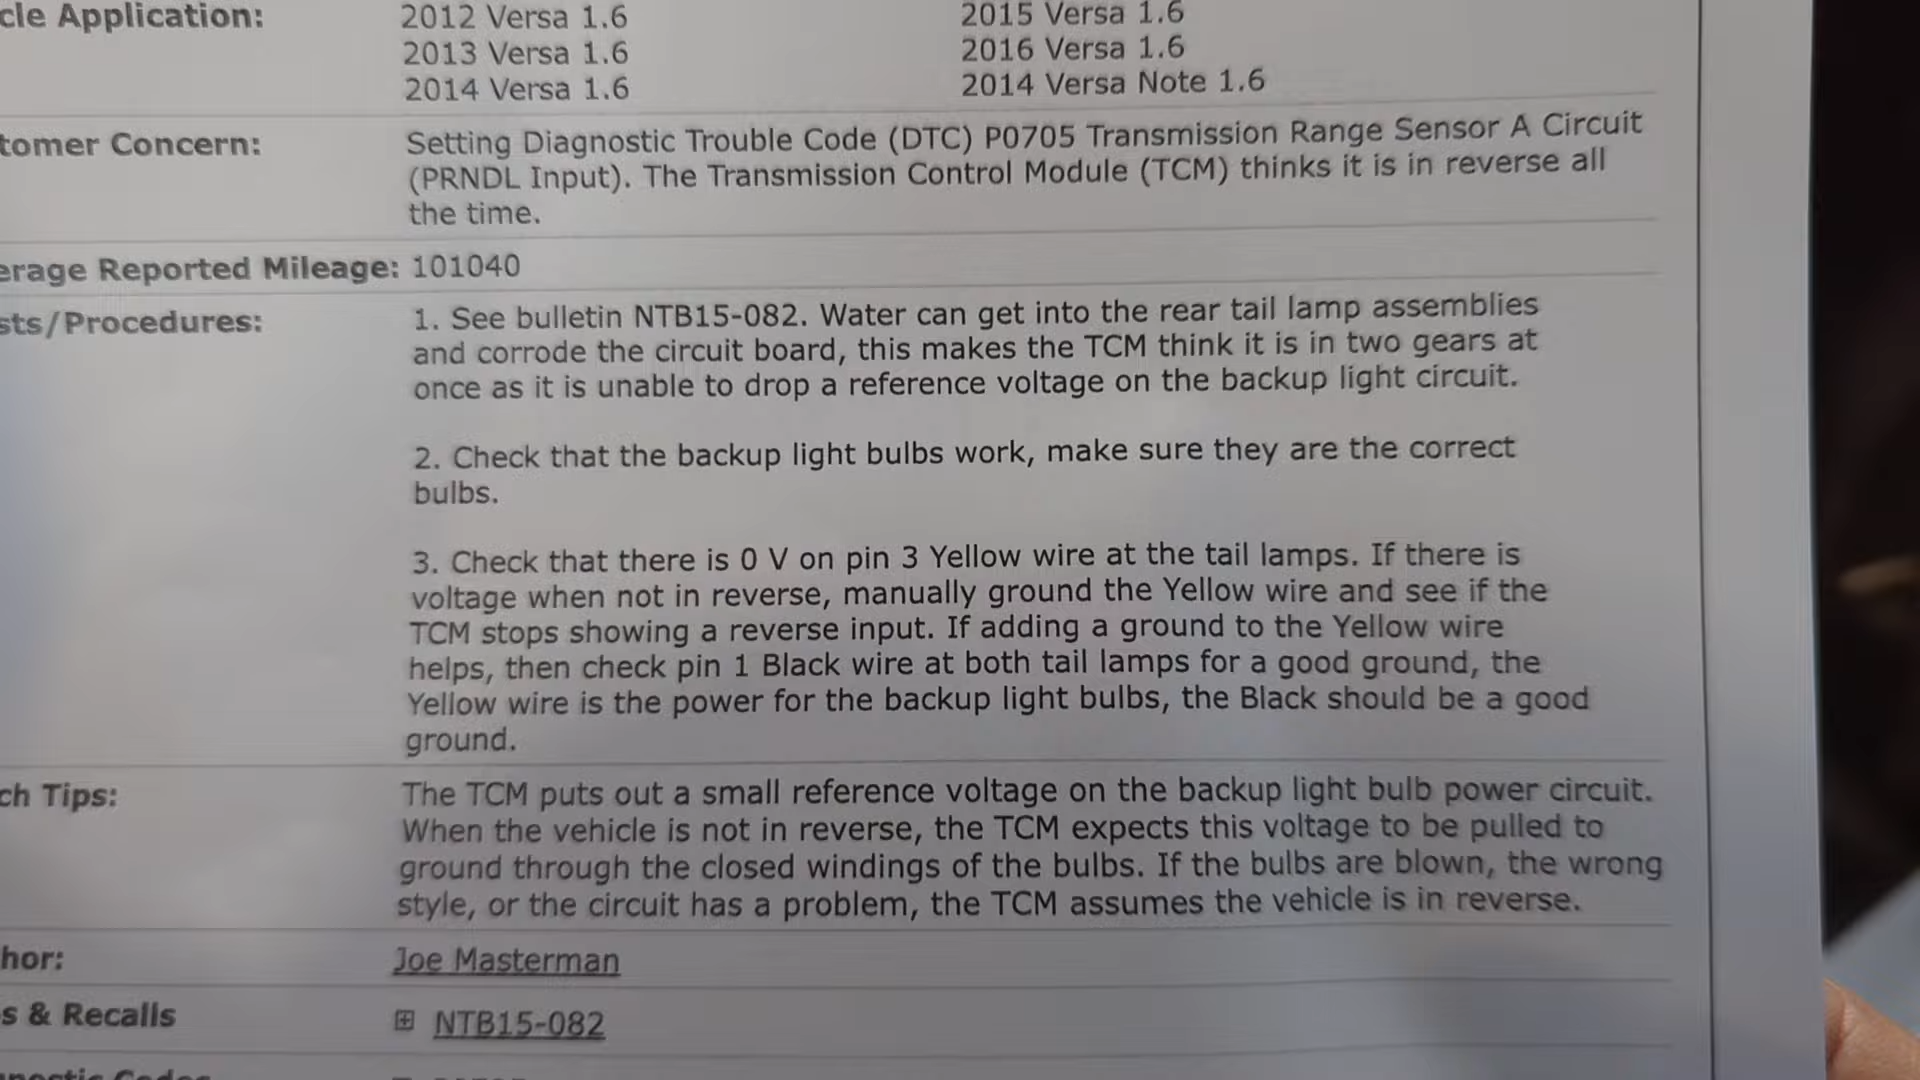 cle Application: 2012 Versa 1.6 2015 Versa 1.6
2013 Versa 1.6 2016 Versa 1.6
2014 Versa 1.6 2014 Versa Note 1.6
tomer Concern: Setting Diagnostic Trouble Code (DTC) P0705 Transmission Range Sensor A Circuit
(PRNDL Input). The Transmission Control Module (TCM) thinks it is in reverse all
the time.
erage Reported Mileage: 101040
sts/Procedures: 1. See bulletin NTB15-082. Water can get into the rear tail lamp assemblies
and corrode the circuit board, this makes the TCM think it is in two gears at
once as it is unable to drop a reference voltage on the backup light circuit.
2. Check that the backup light bulbs work, make sure they are the correct
bulbs.
3. Check that there is 0 V on pin 3 Yellow wire at the tail lamps. If there is
voltage when not in reverse, manually ground the Yellow wire and see if the
TCM stops showing a reverse input. If adding a ground to the Yellow wire
helps, then check pin 1 Black wire at both tail lamps for a good ground, the
Yellow wire is the power for the backup light bulbs, the Black should be a good
ground.
ch Tips: The TCM puts out a small reference voltage on the backup light bulb power circuit.
When the vehicle is not in reverse, the TCM expects this voltage to be pulled to
ground through the closed windings of the bulbs. If the bulbs are blown, the wrong
style, or the circuit has a problem, the TCM assumes the vehicle is in reverse.
hor: Joe Masterman
s & Recalls NTB15-082
gnostic Codes